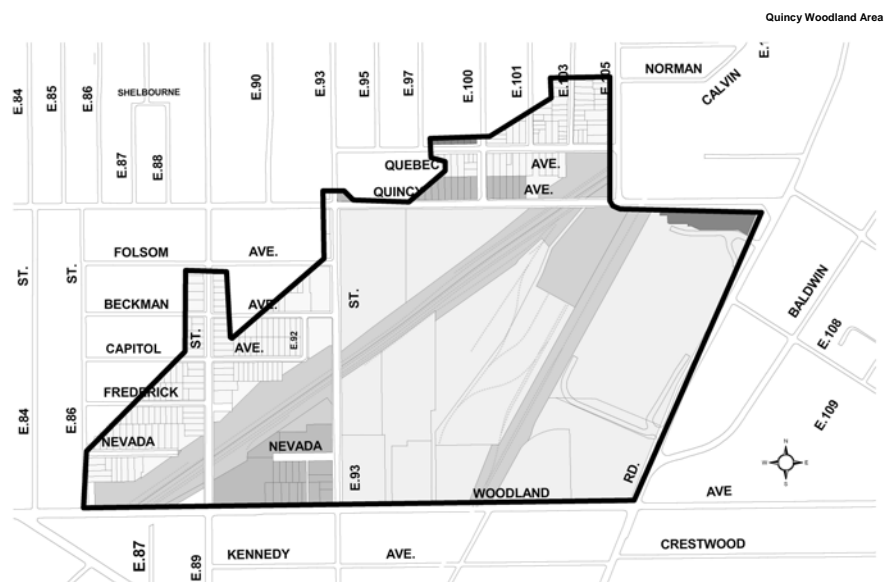 Quincy Woodland Area
E.84
E.85
E.86
SHELBOURNE
E.87
E.88
E.90
E.93
E.95
E.97
E.100
E.101
E.103
E.105
NORMAN
CALVIN
QUEBEC AVE.
QUINCY AVE.
FOLSOM AVE.
ST.
ST.
BECKMAN AVE.
ST.
ST.
CAPITOL AVE.
E.92
FREDERICK
NEVADA
NEVADA
E.84
E.86
E.93
BALDWIN
E.108
E.109
N
W E
S
RD.
WOODLAND AVE
E.87
E.89
KENNEDY AVE.
CRESTWOOD